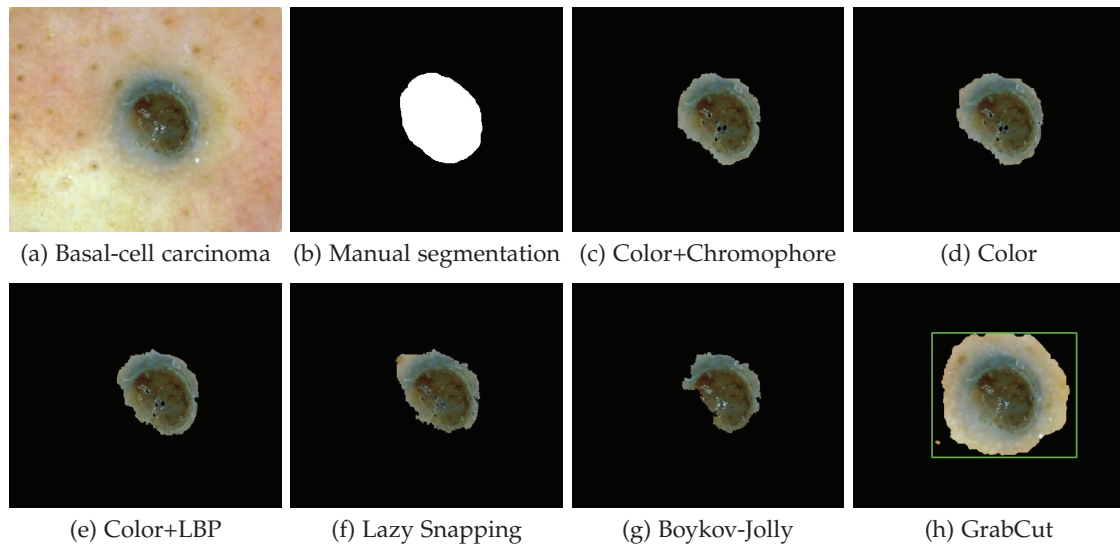 (a) Basal-cell carcinoma
(b) Manual segmentation
(c) Color+Chromophore
(d) Color
(e) Color+LBP
(f) Lazy Snapping
(g) Boykov-Jolly
(h) GrabCut